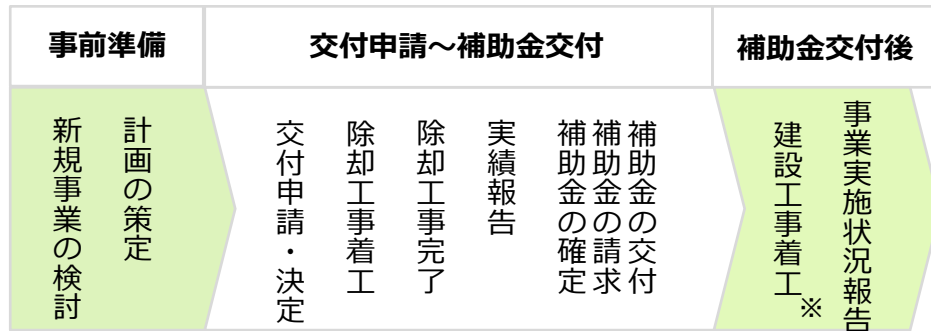 事前準備
交付申請～補助金交付
補助金交付後
新規事業の検討
計画の策定
交付申請・決定
除却工事着工
除却工事完了
実績報告
補助金の確定
補助金の請求
補助金の交付
建設工事着工※
事業実施状況報告